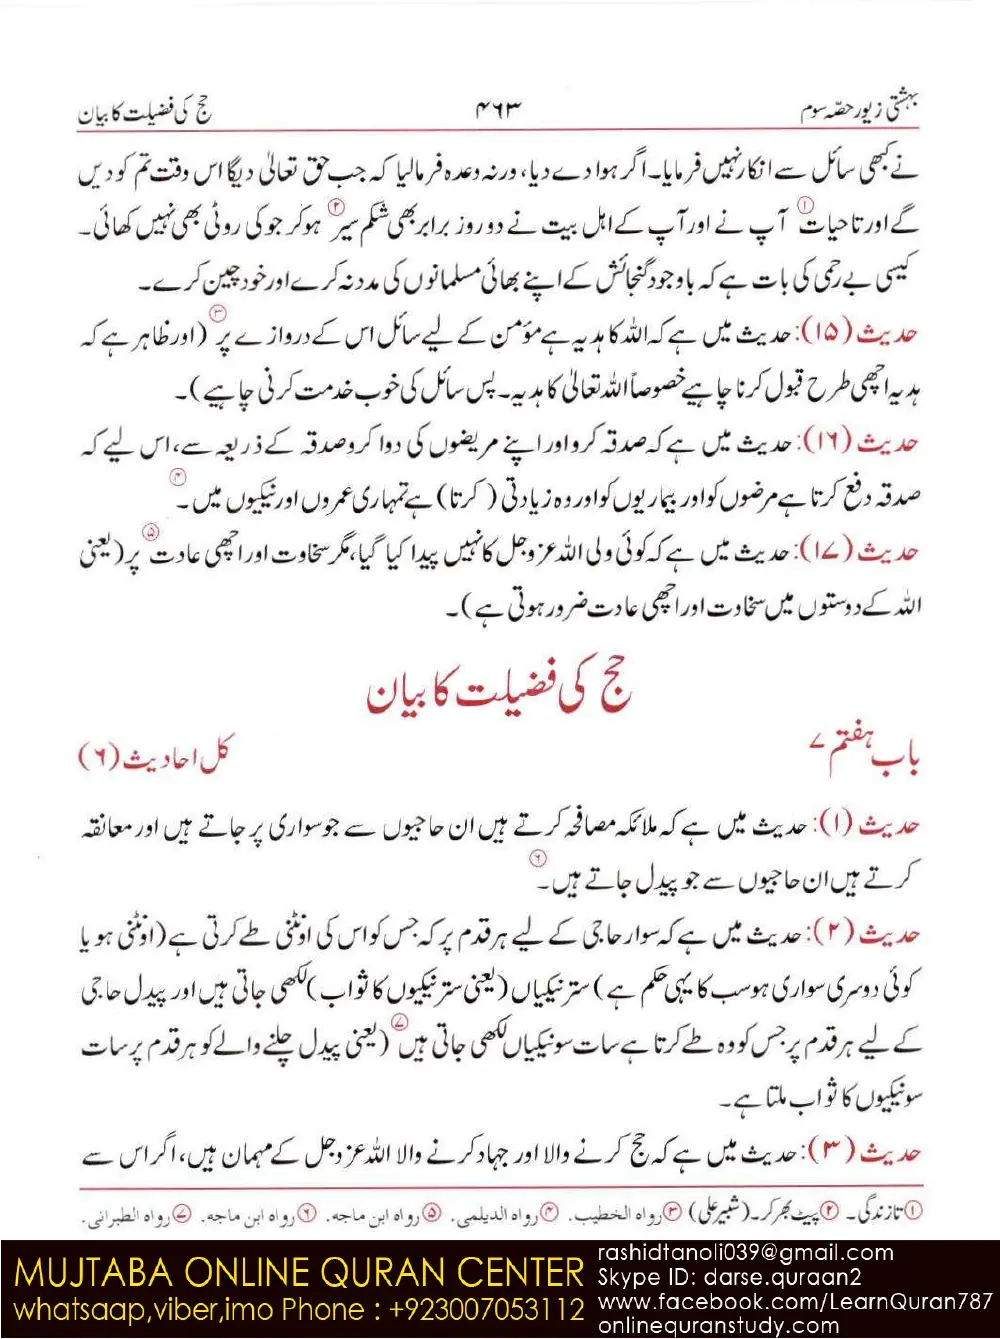 بہشتی زیور حصّہ سوم ۴۶۳ حج کی فضیلت کا بیان
نے کبھی سائل سے انکار نہیں فرمایا۔ اگر ہوا دے دیا، ورنہ وعدہ فرمالیا کہ جب حق تعالیٰ دیگا اس وقت تم کو دیں
گے اور تاحیات① آپ نے اور آپ کے اہل بیت نے دو روز برابر بھی شکم سیر② ہوکر جو کی روٹی بھی نہیں کھائی۔
کیسی بے رحمی کی بات ہے کہ باوجود گنجائش کے اپنے بھائی مسلمانوں کی مدد نہ کرے اور خود چین کرے۔
حدیث (۱۵): حدیث میں ہے کہ اللہ کا ہدیہ ہے مؤمن کے لیے سائل اس کے دروازے پر③ (اور ظاہر ہے کہ
ہدیہ اچھی طرح قبول کرنا چاہیے خصوصاً اللہ تعالیٰ کا ہدیہ۔ پس سائل کی خوب خدمت کرنی چاہیے)۔
حدیث (۱۶): حدیث میں ہے کہ صدقہ کرو اور اپنے مریضوں کی دوا کرو صدقہ کے ذریعہ سے، اس لیے کہ
صدقہ دفع کرتا ہے مرضوں کو اور بیماریوں کو اور وہ زیادتی (کرتا) ہے تمہاری عمروں اور نیکیوں میں۔④
حدیث (۱۷): حدیث میں ہے کہ کوئی ولی اللہ عز وجل کا نہیں پیدا کیا گیا، مگر سخاوت اور اچھی عادت⑤ پر (یعنی
اللہ کے دوستوں میں سخاوت اور اچھی عادت ضرور ہوتی ہے)۔
حج کی فضیلت کا بیان
باب ہفتم ۷ کل احادیث (۶)
حدیث (۱): حدیث میں ہے کہ ملائکہ مصافحہ کرتے ہیں ان حاجیوں سے جو سواری پر جاتے ہیں اور معانقہ
کرتے ہیں ان حاجیوں سے جو پیدل جاتے ہیں۔⑥
حدیث (۲): حدیث میں ہے کہ سوار حاجی کے لیے ہر قدم پر کہ جس کو اس کی اونٹنی طے کرتی ہے (اونٹنی ہو یا
کوئی دوسری سواری ہو سب کا یہی حکم ہے) ستر نیکیاں (یعنی ستر نیکیوں کا ثواب) لکھی جاتی ہیں اور پیدل حاجی
کے لیے ہر قدم پر جس کو وہ طے کرتا ہے سات سو نیکیاں لکھی جاتی ہیں⑦ (یعنی پیدل چلنے والے کو ہر قدم پر سات
سو نیکیوں کا ثواب ملتا ہے۔
حدیث (۳): حدیث میں ہے کہ حج کرنے والا اور جہاد کرنے والا اللہ عز وجل کے مہمان ہیں، اگر اس سے
① تا زندگی۔ ② پیٹ بھر کر۔ (شبیر علی) ③ رواہ الخطیب. ④ رواہ الدیلمی. ⑤ رواہ ابن ماجہ. ⑥ رواہ ابن ماجہ. ⑦ رواہ الطبرانی.
MUJTABA ONLINE QURAN CENTER
whatsaap,viber,imo Phone : +923007053112
rashidtanoli039@gmail.com
Skype ID: darse.quraan2
www.facebook.com/LearnQuran787
onlinequranstudy.com